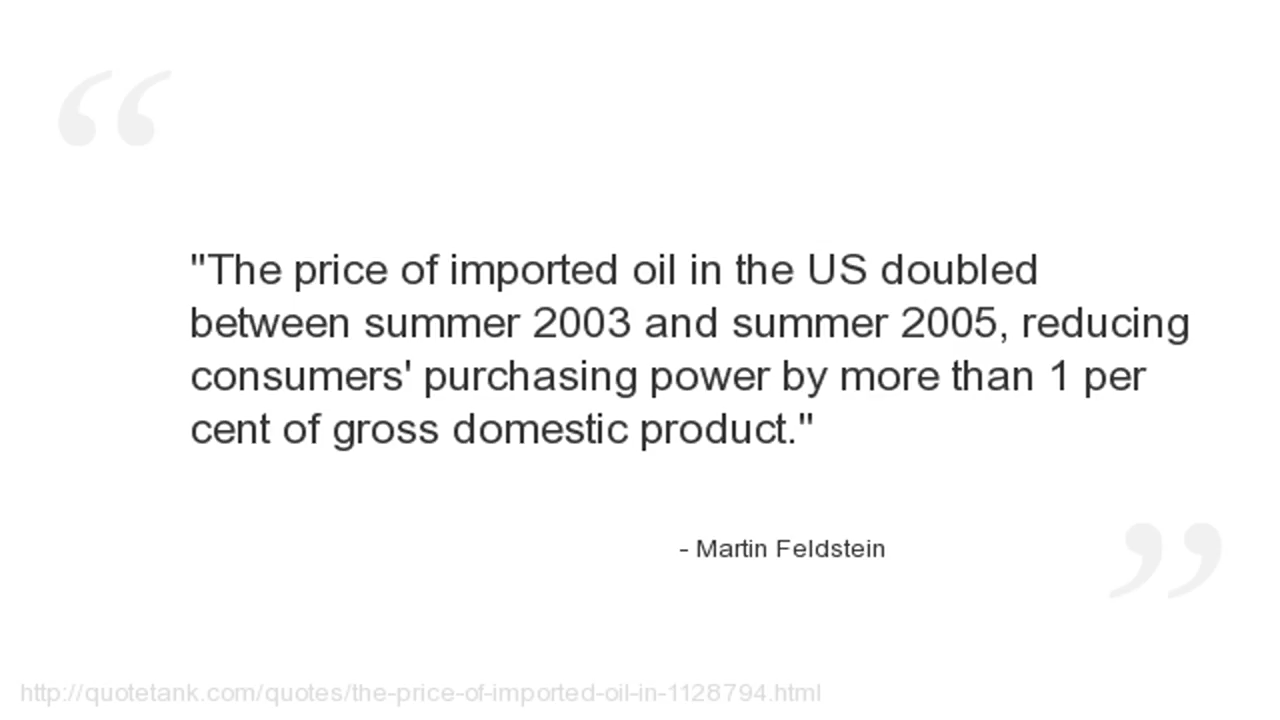 "The price of imported oil in the US doubled
between summer 2003 and summer 2005, reducing
consumers' purchasing power by more than 1 per
cent of gross domestic product."
- Martin Feldstein
http://quotetank.com/quotes/the-price-of-imported-oil-in-1128794.html